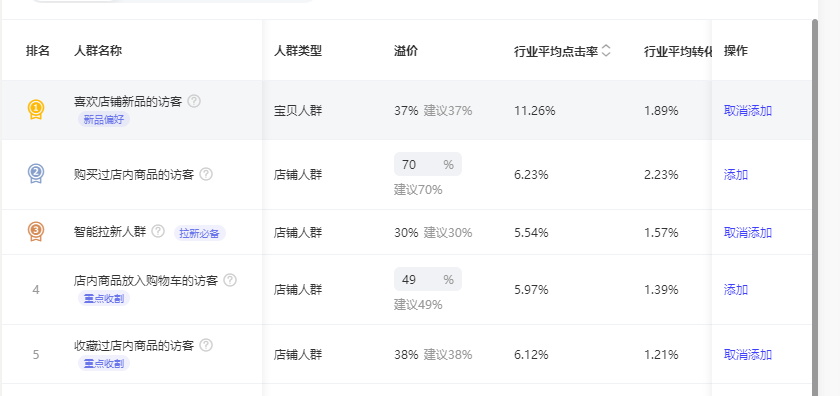 排名 人群名称 人群类型 溢价 行业平均点击率 行业平均转化 操作
1 喜欢店铺新品的访客 ? 宝贝人群 37% 建议37% 11.26% 1.89% 取消添加
新品偏好
2 购买过店内商品的访客 ? 店铺人群 70 % 6.23% 2.23% 添加
建议70%
3 智能拉新人群 ? 拉新必备 店铺人群 30% 建议30% 5.54% 1.57% 取消添加
4 店内商品放入购物车的访客 ? 店铺人群 49 % 5.97% 1.39% 添加
重点收割 建议49%
5 收藏过店内商品的访客 ? 店铺人群 38% 建议38% 6.12% 1.21% 取消添加
重点收割